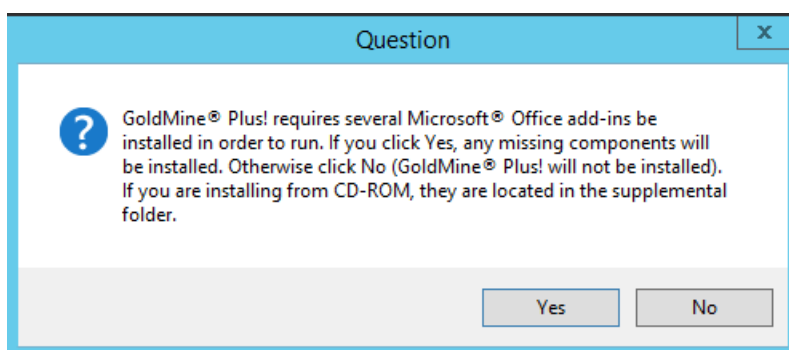 Question
x
?
GoldMine® Plus! requires several Microsoft® Office add-ins be
installed in order to run. If you click Yes, any missing components will
be installed. Otherwise click No (GoldMine® Plus! will not be installed).
If you are installing from CD-ROM, they are located in the supplemental
folder.
Yes
No